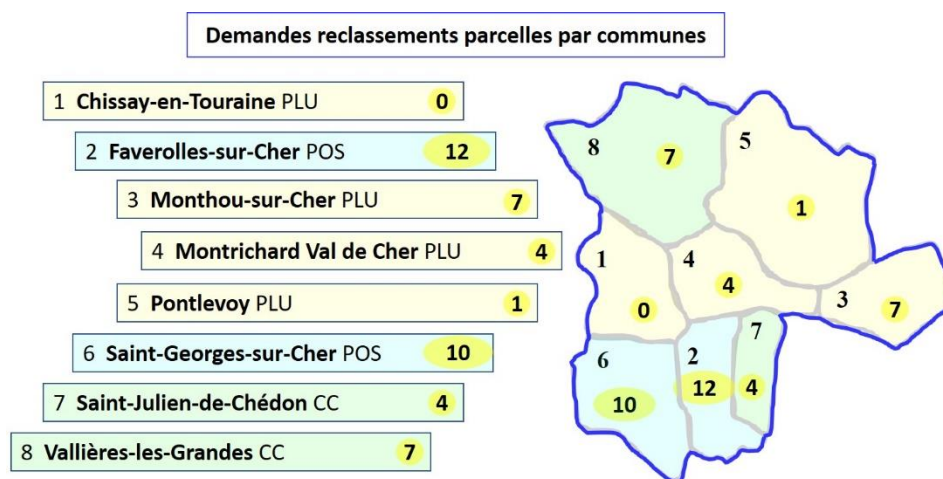 Demandes reclassements parcelles par communes
1 Chissay-en-Touraine PLU 0
2 Faverolles-sur-Cher POS 12
3 Monthou-sur-Cher PLU 7
4 Montrichard Val de Cher PLU 4
5 Pontlevoy PLU 1
6 Saint-Georges-sur-Cher POS 10
7 Saint-Julien-de-Chédon CC 4
8 Vallières-les-Grandes CC 7
8
7
5
1
1
0
4
4
3
7
6
10
2
12
7
4